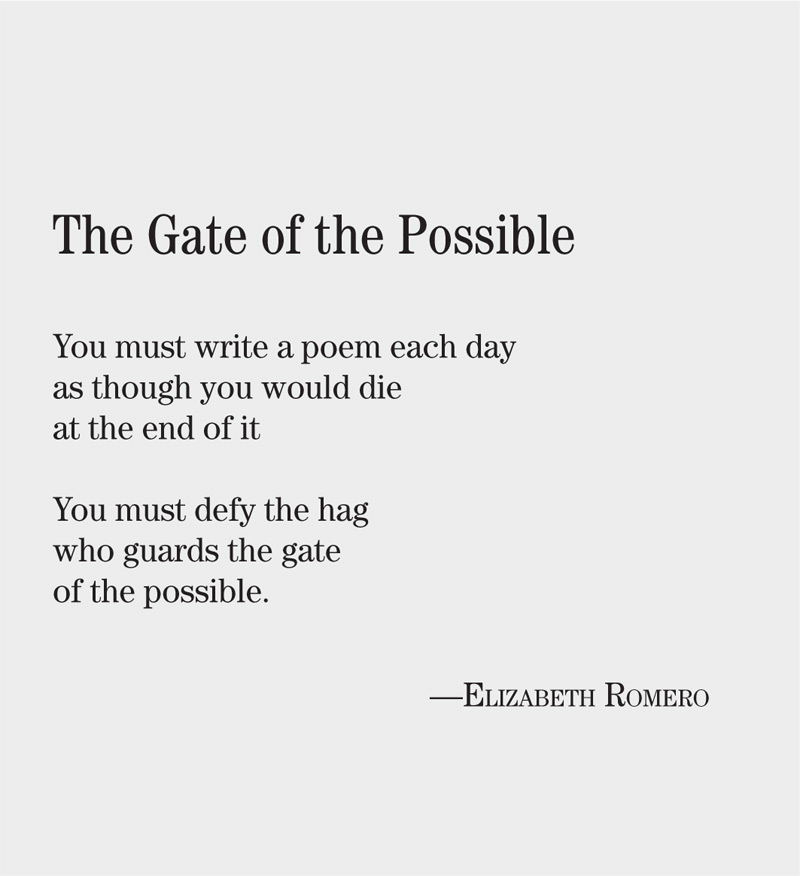 The Gate of the Possible
You must write a poem each day
as though you would die
at the end of it
You must defy the hag
who guards the gate
of the possible.
—Elizabeth Romero